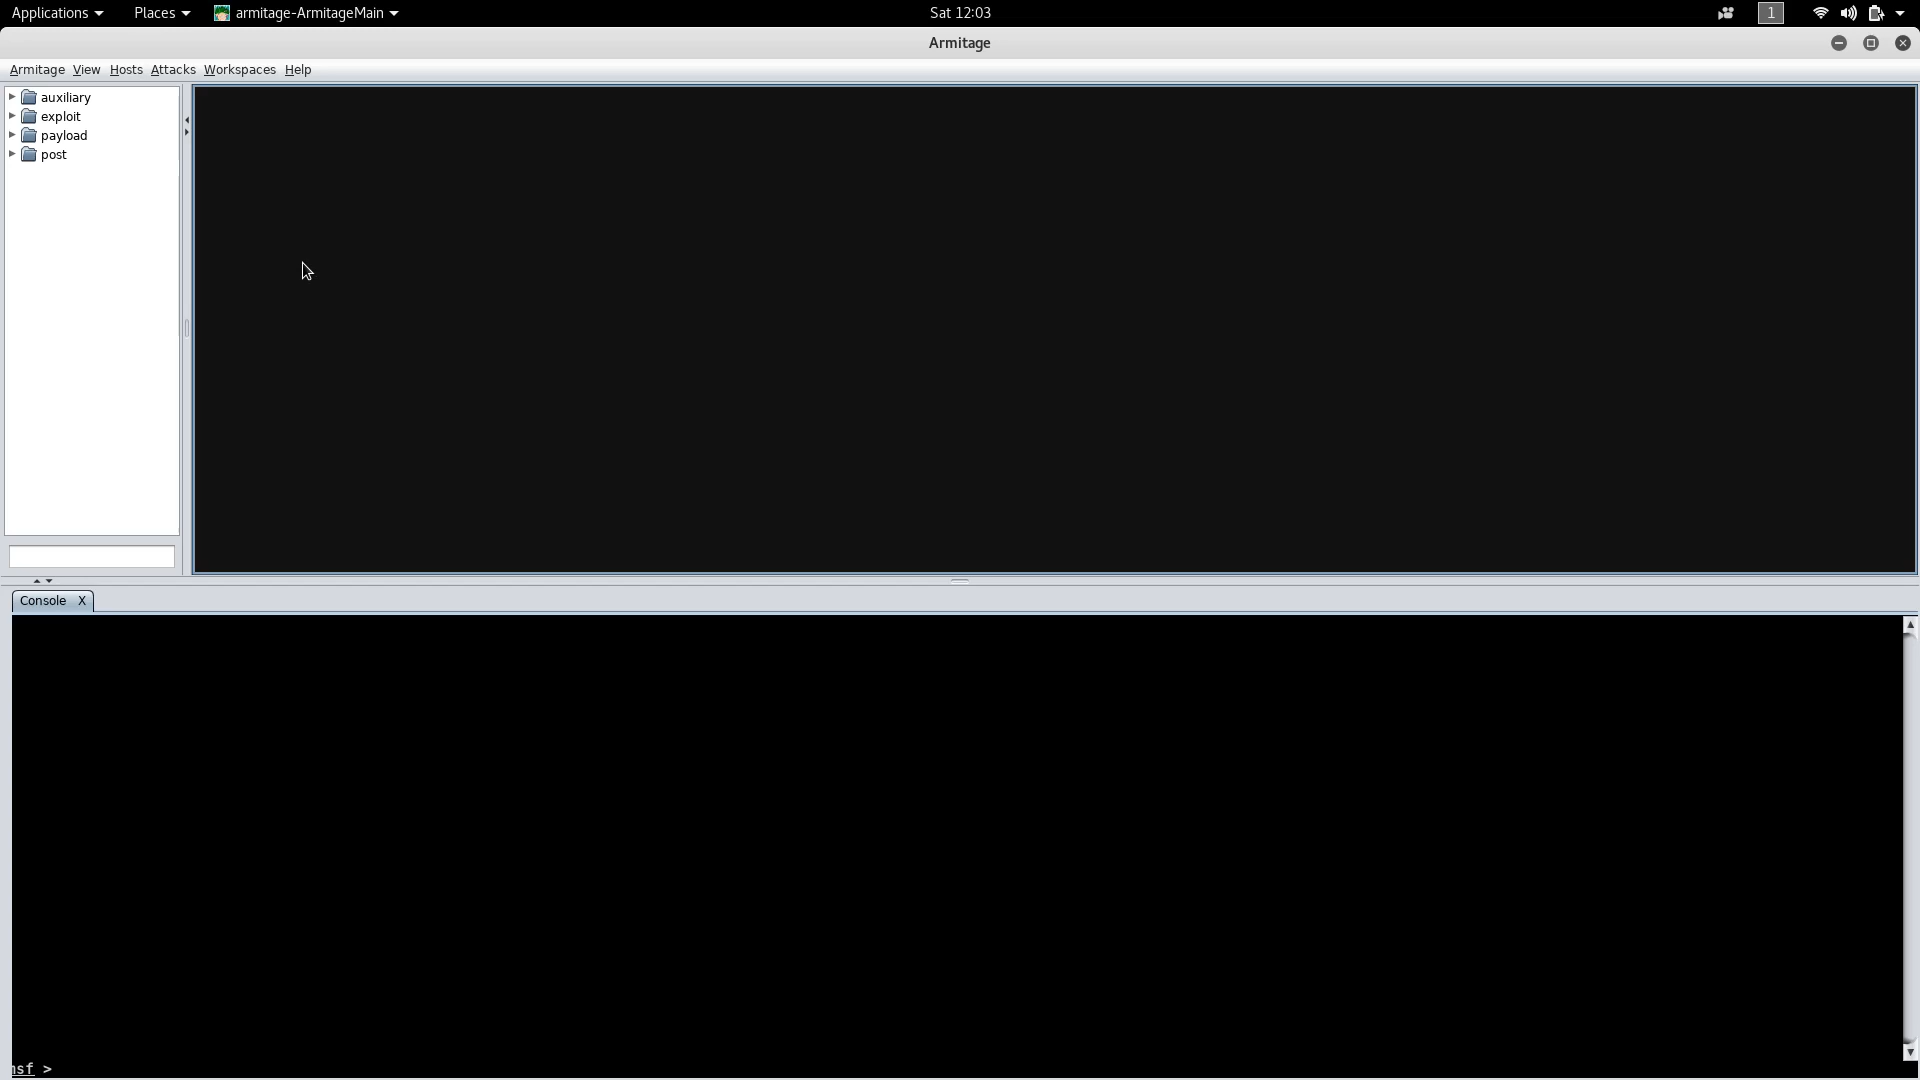 Applications Places armitage-ArmitageMain Sat 12:03 1
Armitage
Armitage View Hosts Attacks Workspaces Help
auxiliary
exploit
payload
post
Console X
msf >